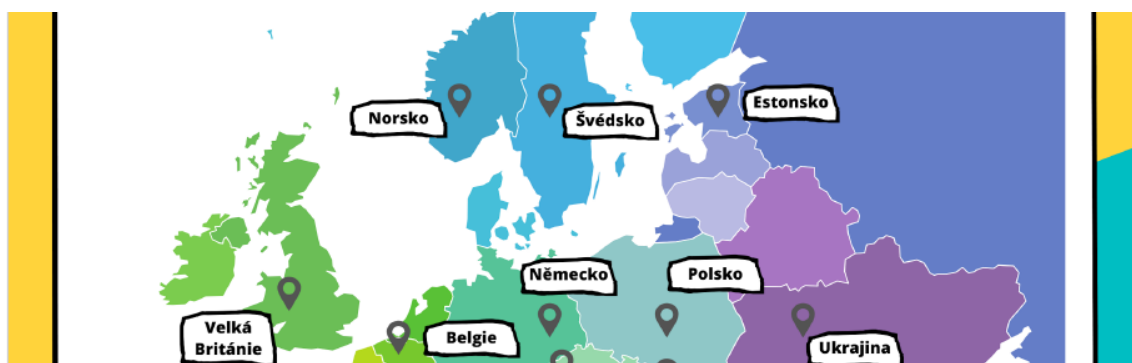 Norsko
Švédsko
Estonsko
Německo
Polsko
Velká
Británie
Belgie
Ukrajina